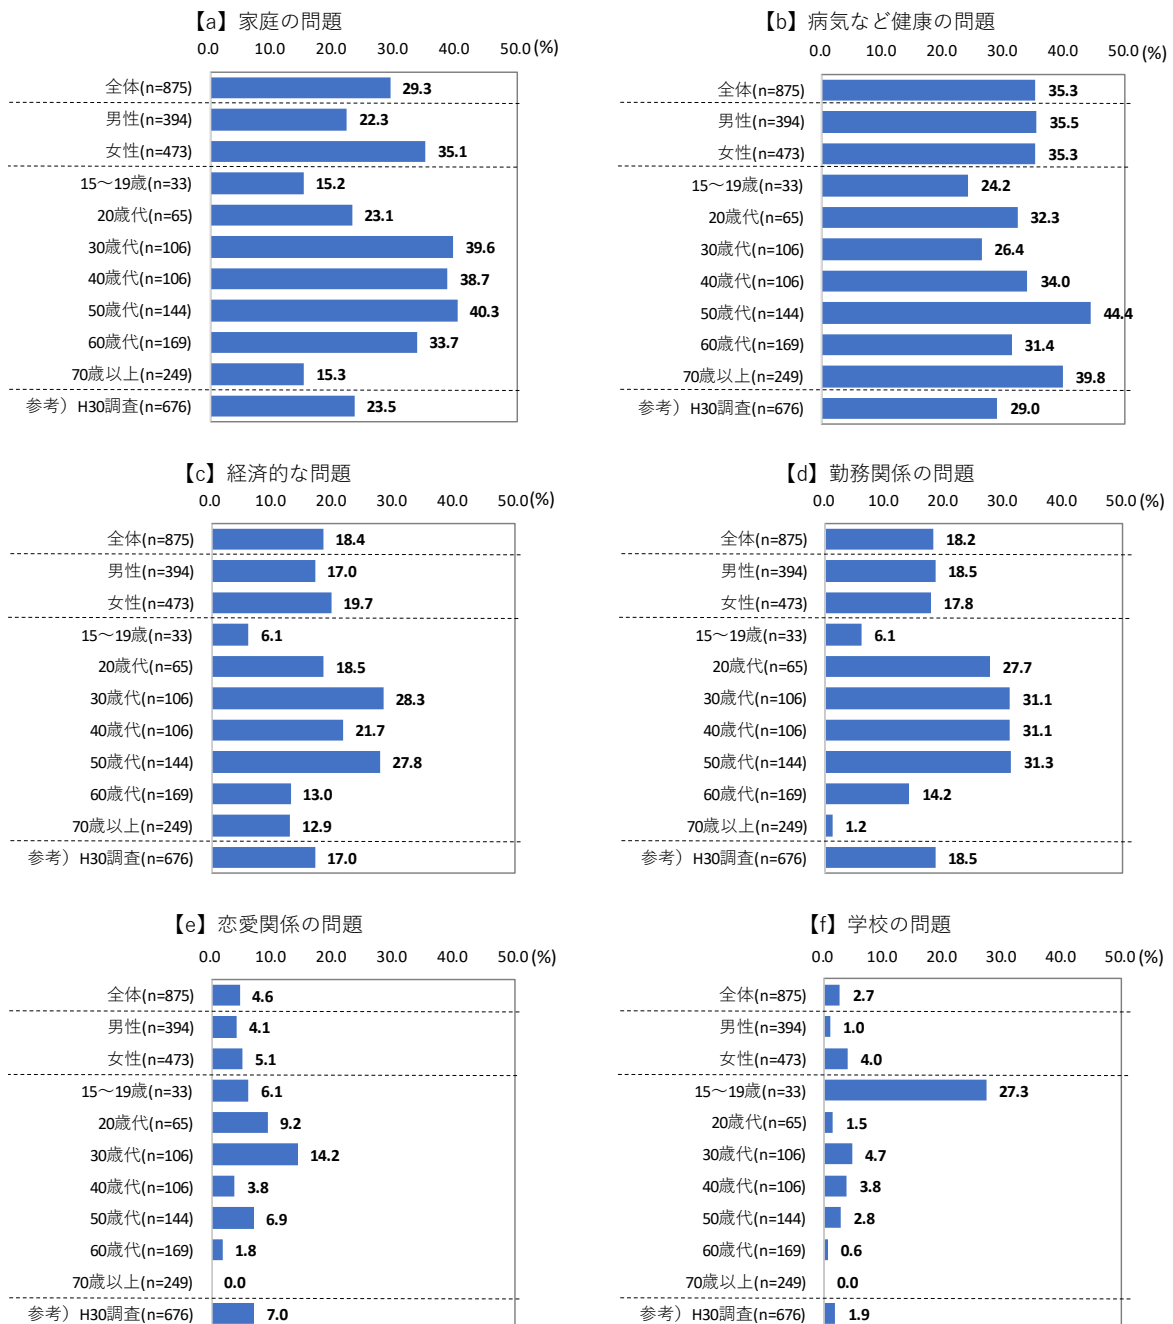 【a】家庭の問題
0.0 10.0 20.0 30.0 40.0 50.0 (%)
全体(n=875) 29.3
男性(n=394) 22.3
女性(n=473) 35.1
15～19歳(n=33) 15.2
20歳代(n=65) 23.1
30歳代(n=106) 39.6
40歳代(n=106) 38.7
50歳代(n=144) 40.3
60歳代(n=169) 33.7
70歳以上(n=249) 15.3
参考）H30調査(n=676) 23.5
【b】病気など健康の問題
0.0 10.0 20.0 30.0 40.0 50.0 (%)
全体(n=875) 35.3
男性(n=394) 35.5
女性(n=473) 35.3
15～19歳(n=33) 24.2
20歳代(n=65) 32.3
30歳代(n=106) 26.4
40歳代(n=106) 34.0
50歳代(n=144) 44.4
60歳代(n=169) 31.4
70歳以上(n=249) 39.8
参考）H30調査(n=676) 29.0
【c】経済的な問題
0.0 10.0 20.0 30.0 40.0 50.0 (%)
全体(n=875) 18.4
男性(n=394) 17.0
女性(n=473) 19.7
15～19歳(n=33) 6.1
20歳代(n=65) 18.5
30歳代(n=106) 28.3
40歳代(n=106) 21.7
50歳代(n=144) 27.8
60歳代(n=169) 13.0
70歳以上(n=249) 12.9
参考）H30調査(n=676) 17.0
【d】勤務関係の問題
0.0 10.0 20.0 30.0 40.0 50.0 (%)
全体(n=875) 18.2
男性(n=394) 18.5
女性(n=473) 17.8
15～19歳(n=33) 6.1
20歳代(n=65) 27.7
30歳代(n=106) 31.1
40歳代(n=106) 31.1
50歳代(n=144) 31.3
60歳代(n=169) 14.2
70歳以上(n=249) 1.2
参考）H30調査(n=676) 18.5
【e】恋愛関係の問題
0.0 10.0 20.0 30.0 40.0 50.0 (%)
全体(n=875) 4.6
男性(n=394) 4.1
女性(n=473) 5.1
15～19歳(n=33) 6.1
20歳代(n=65) 9.2
30歳代(n=106) 14.2
40歳代(n=106) 3.8
50歳代(n=144) 6.9
60歳代(n=169) 1.8
70歳以上(n=249) 0.0
参考）H30調査(n=676) 7.0
【f】学校の問題
0.0 10.0 20.0 30.0 40.0 50.0 (%)
全体(n=875) 2.7
男性(n=394) 1.0
女性(n=473) 4.0
15～19歳(n=33) 27.3
20歳代(n=65) 1.5
30歳代(n=106) 4.7
40歳代(n=106) 3.8
50歳代(n=144) 2.8
60歳代(n=169) 0.6
70歳以上(n=249) 0.0
参考）H30調査(n=676) 1.9